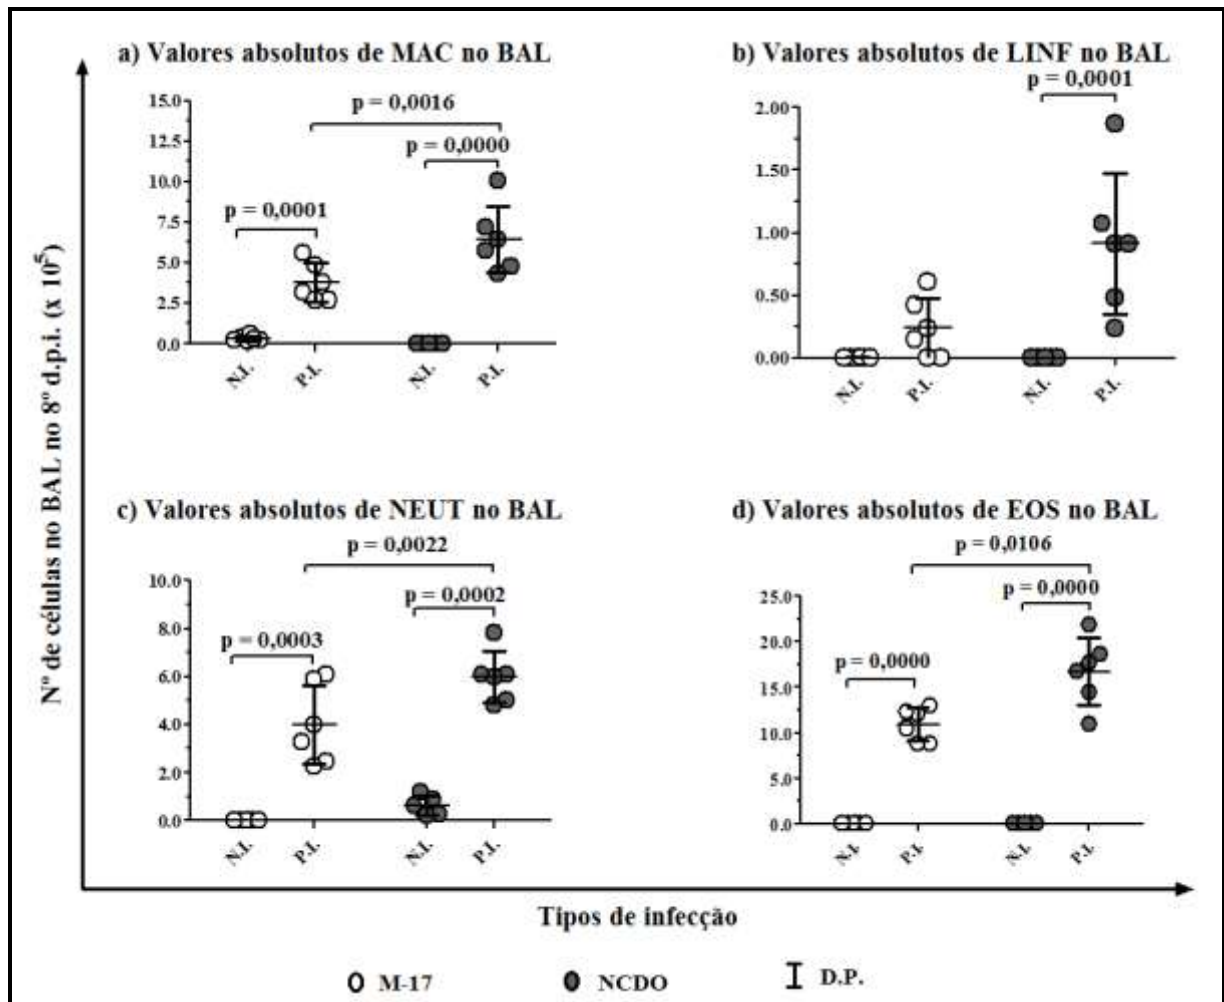 a) Valores absolutos de MAC no BAL
p = 0,0016
p = 0,0000
p = 0,0001
15.0
12.5
10.0
7.5
5.0
2.5
0.0
N.I.
P.I.
N.I.
P.I.
b) Valores absolutos de LINF no BAL
p = 0,0001
2.00
1.50
1.00
0.50
0.00
N.I.
P.I.
N.I.
P.I.
Nº de células no BAL no 8º d.p.i. (x 10⁵)
c) Valores absolutos de NEUT no BAL
p = 0,0022
p = 0,0002
p = 0,0003
10.0
8.0
6.0
4.0
2.0
0.0
N.I.
P.I.
N.I.
P.I.
d) Valores absolutos de EOS no BAL
p = 0,0106
p = 0,0000
p = 0,0000
25.0
20.0
15.0
10.0
5.0
0.0
N.I
P.I.
N.I.
P.I.
Tipos de infecção
M-17 NCDO D.P.